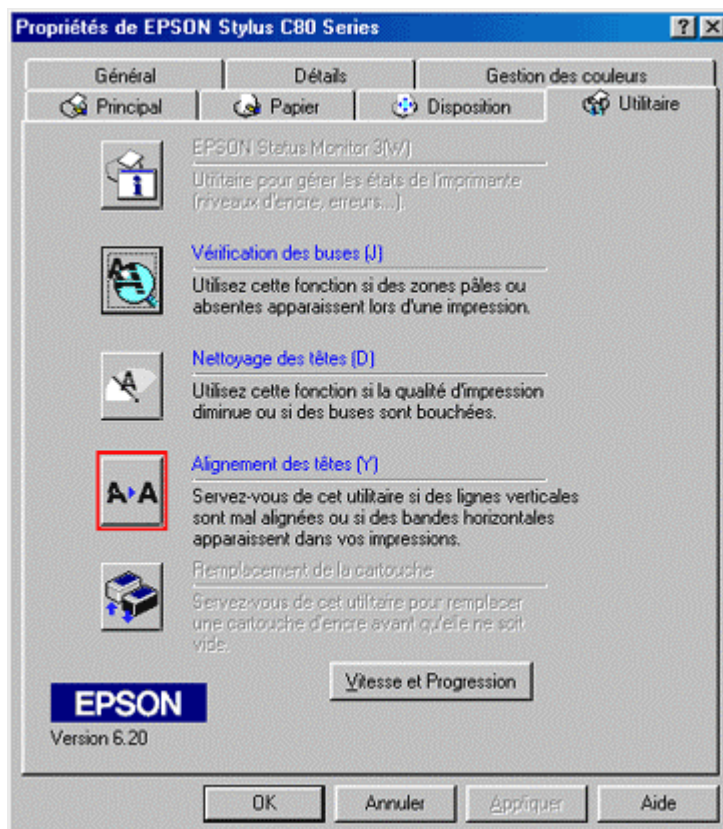 Propriétés de EPSON Stylus C80 Series
Général
Détails
Gestion des couleurs
Principal
Papier
Disposition
Utilitaire
EPSON Status Monitor 3(W)
Utilitaire pour gérer les états de l'imprimante
(niveaux d'encre, erreurs...).
Vérification des buses (J)
Utilisez cette fonction si des zones pâles ou
absentes apparaissent lors d'une impression.
Nettoyage des têtes (D)
Utilisez cette fonction si la qualité d'impression
diminue ou si des buses sont bouchées.
Alignement des têtes (Y)
Servez-vous de cet utilitaire si des lignes verticales
sont mal alignées ou si des bandes horizontales
apparaissent dans vos impressions.
Remplacement de la cartouche
Servez-vous de cet utilitaire pour remplacer
une cartouche d'encre avant qu'elle ne soit
vide.
Vitesse et Progression
EPSON
Version 6.20
OK
Annuler
Appliquer
Aide